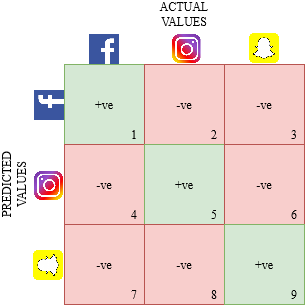 ACTUAL
VALUES
PREDICTED
VALUES
+ve
1
-ve
2
-ve
3
-ve
4
+ve
5
-ve
6
-ve
7
-ve
8
+ve
9